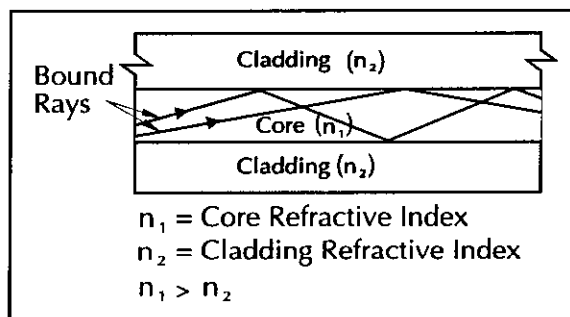 Cladding (n₂)
Bound
Rays
Core (n₁)
Cladding (n₂)
n₁ = Core Refractive Index
n₂ = Cladding Refractive Index
n₁ > n₂